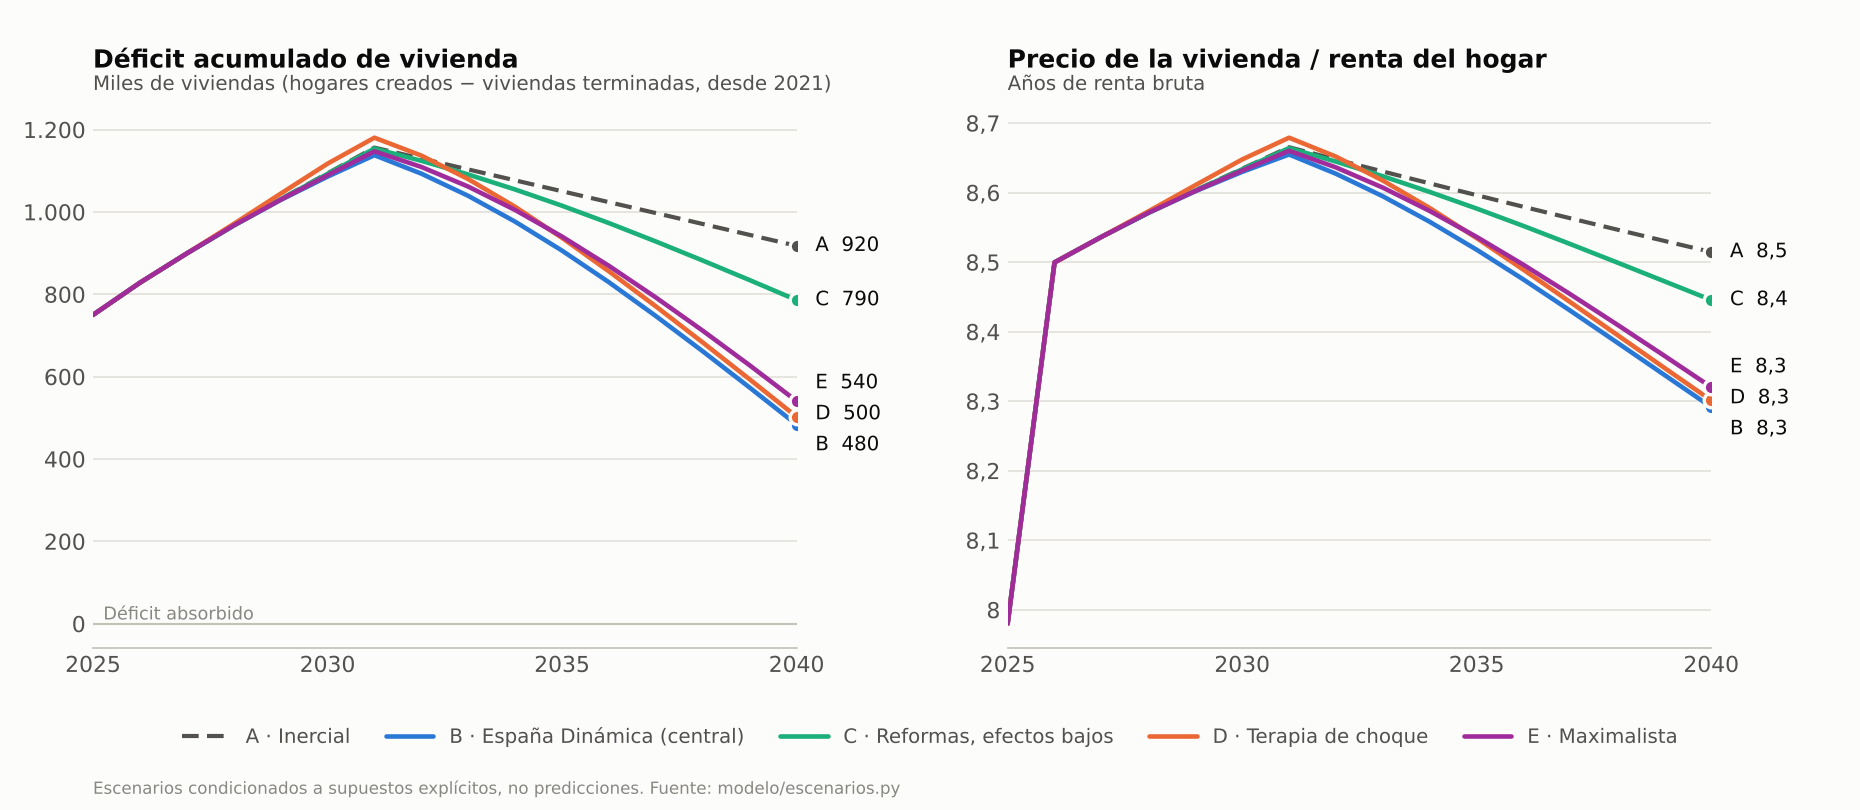 Déficit acumulado de vivienda
Miles de viviendas (hogares creados − viviendas terminadas, desde 2021)
1.200
1.000
800
600
400
200
0
Déficit absorbido
2025
2030
2035
2040
A 920
C 790
E 540
D 500
B 480
Precio de la vivienda / renta del hogar
Años de renta bruta
8,7
8,6
8,5
8,4
8,3
8,2
8,1
8
2025
2030
2035
2040
A 8,5
C 8,4
E 8,3
D 8,3
B 8,3
A · Inercial
B · España Dinámica (central)
C · Reformas, efectos bajos
D · Terapia de choque
E · Maximalista
Escenarios condicionados a supuestos explícitos, no predicciones. Fuente: modelo/escenarios.py